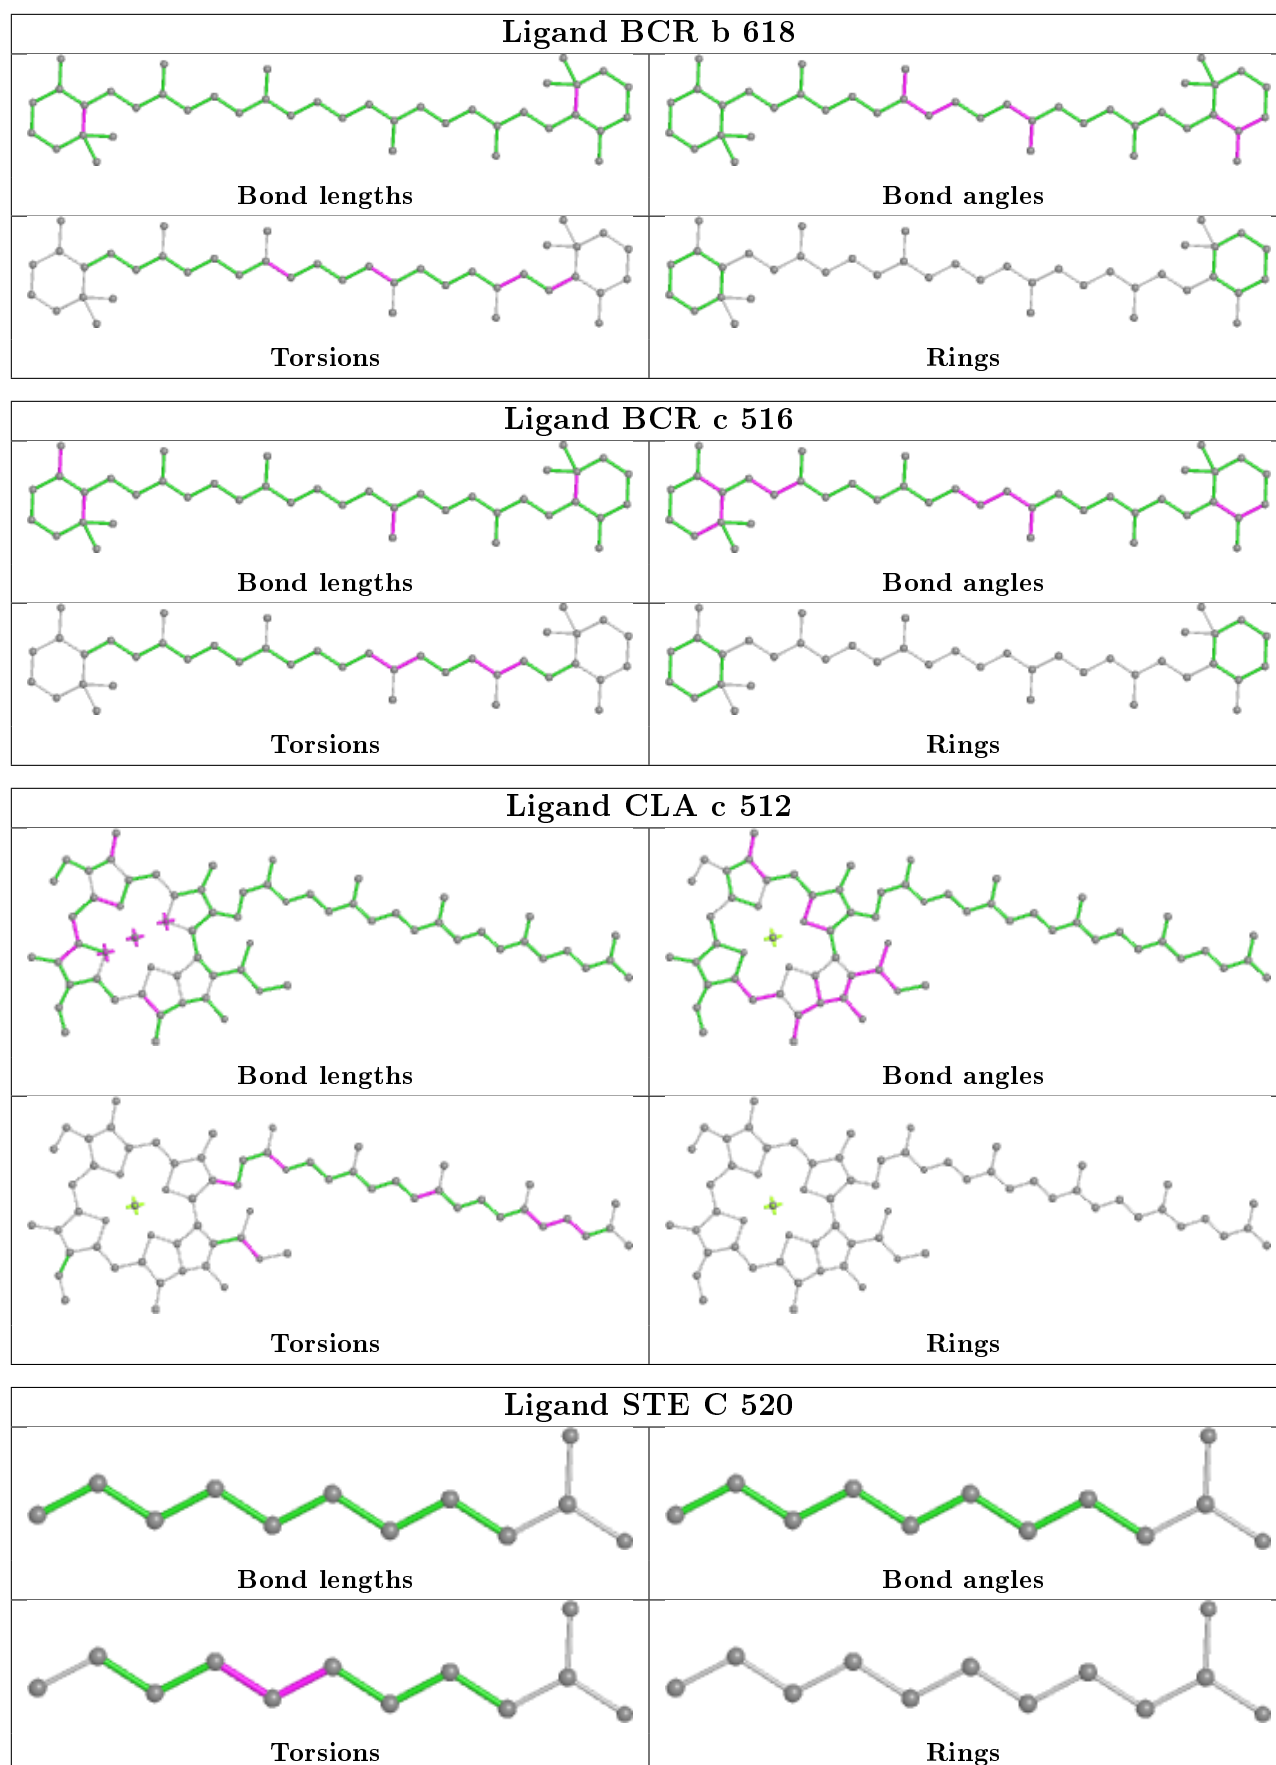 Ligand BCR b 618
Bond lengths
Bond angles
Torsions
Rings
Ligand BCR c 516
Bond lengths
Bond angles
Torsions
Rings
Ligand CLA c 512
Bond lengths
Bond angles
Torsions
Rings
Ligand STE C 520
Bond lengths
Bond angles
Torsions
Rings